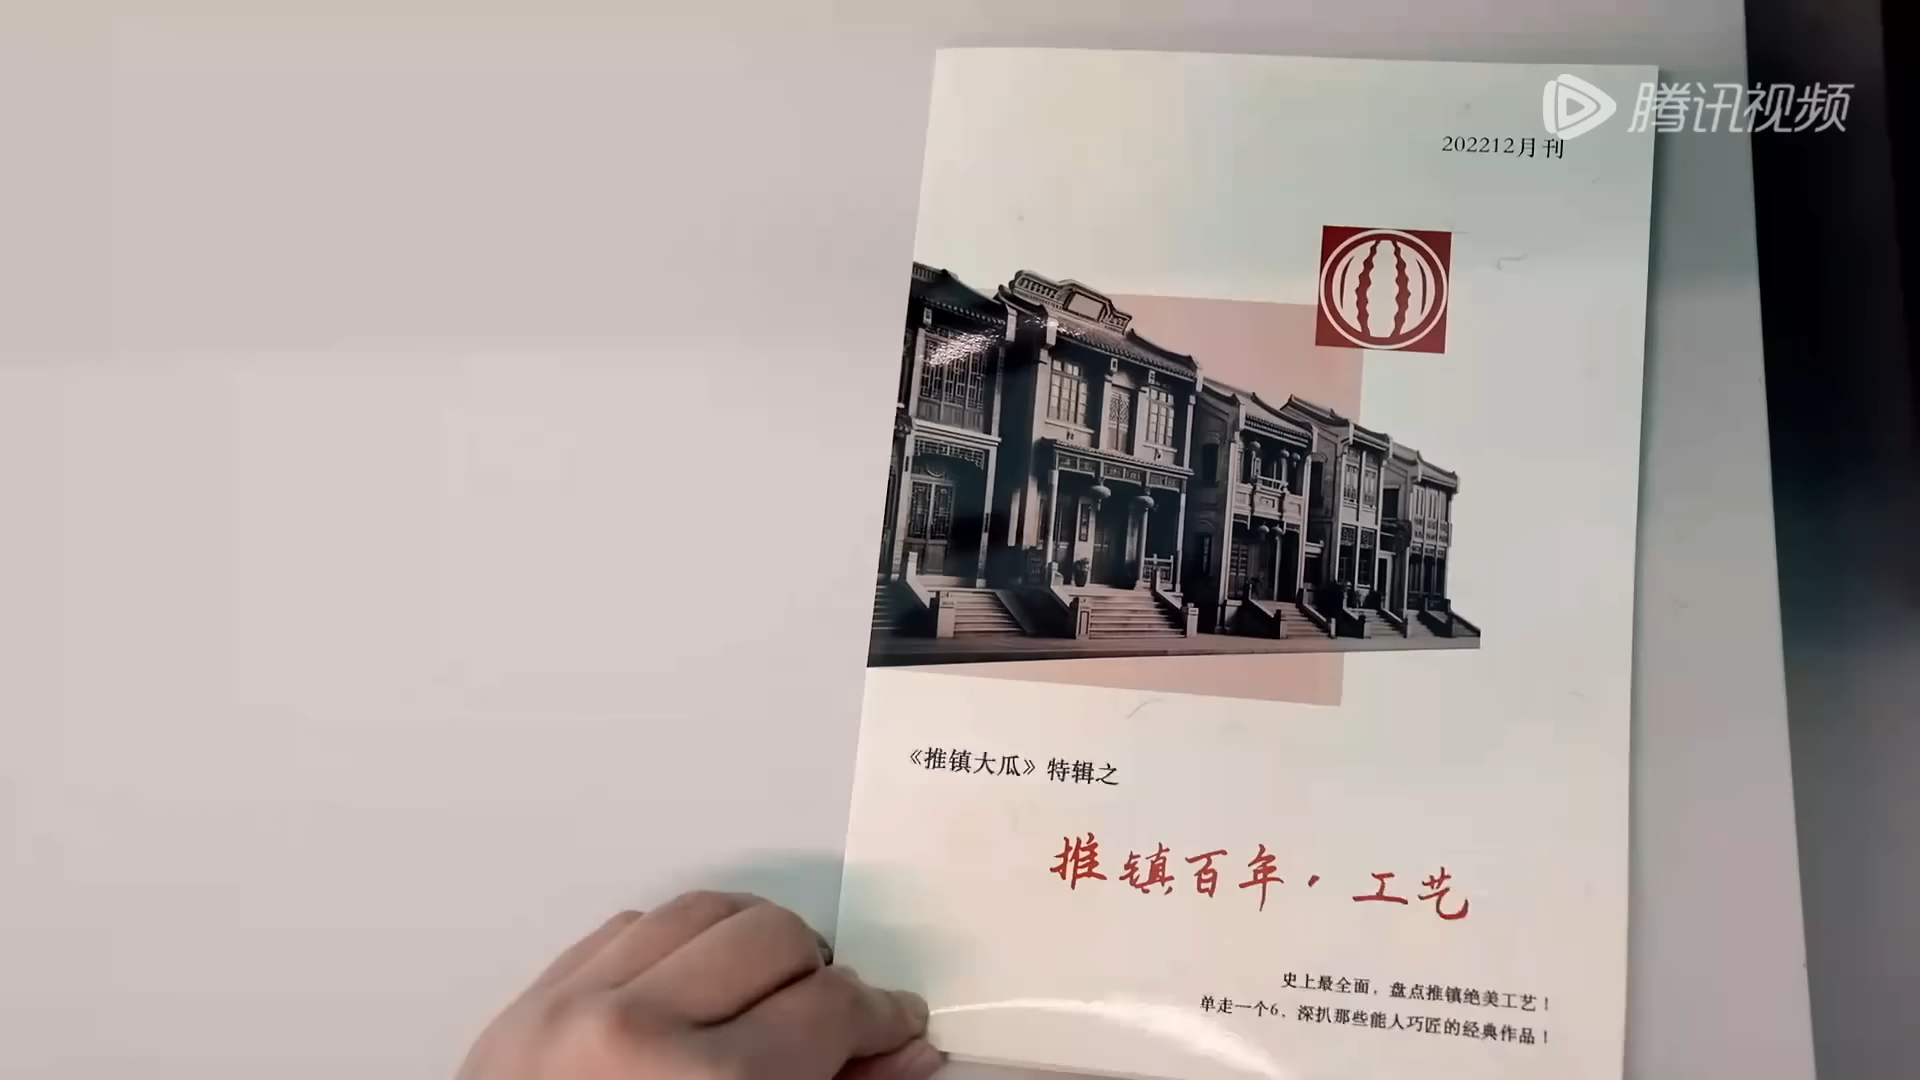 腾讯视频
202212月刊
《推镇大瓜》特辑之
推镇百年·工艺
史上最全面，盘点推镇绝美工艺！
单走一个6，深扒那些能人巧匠的经典作品！